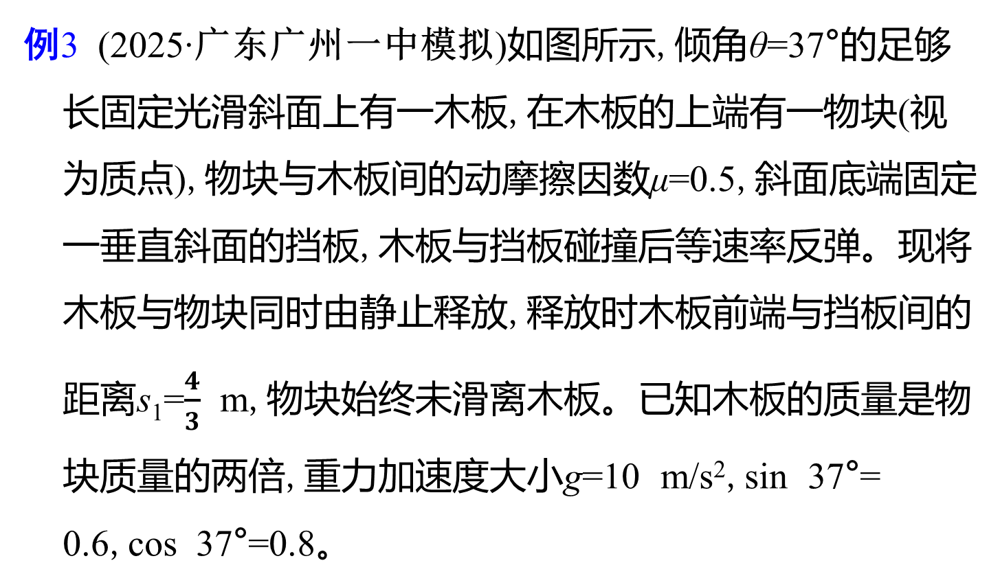 例3 (2025·广东广州一中模拟)如图所示, 倾角θ=37°的足够
长固定光滑斜面上有一木板, 在木板的上端有一物块(视
为质点), 物块与木板间的动摩擦因数μ=0.5, 斜面底端固定
一垂直斜面的挡板, 木板与挡板碰撞后等速率反弹。现将
木板与物块同时由静止释放, 释放时木板前端与挡板间的
距离s₁=4/3 m, 物块始终未滑离木板。已知木板的质量是物
块质量的两倍, 重力加速度大小g=10 m/s², sin 37°=
0.6, cos 37°=0.8。